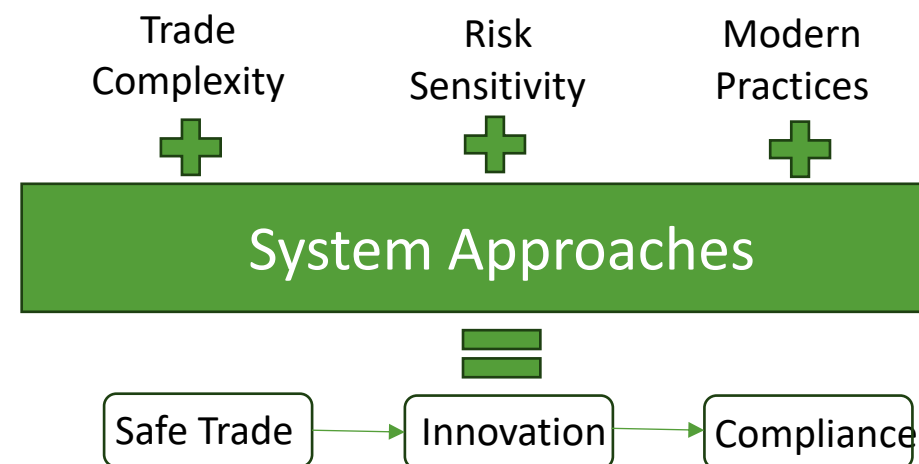 Trade
Complexity
Risk
Sensitivity
Modern
Practices
System Approaches
Safe Trade
Innovation
Compliance